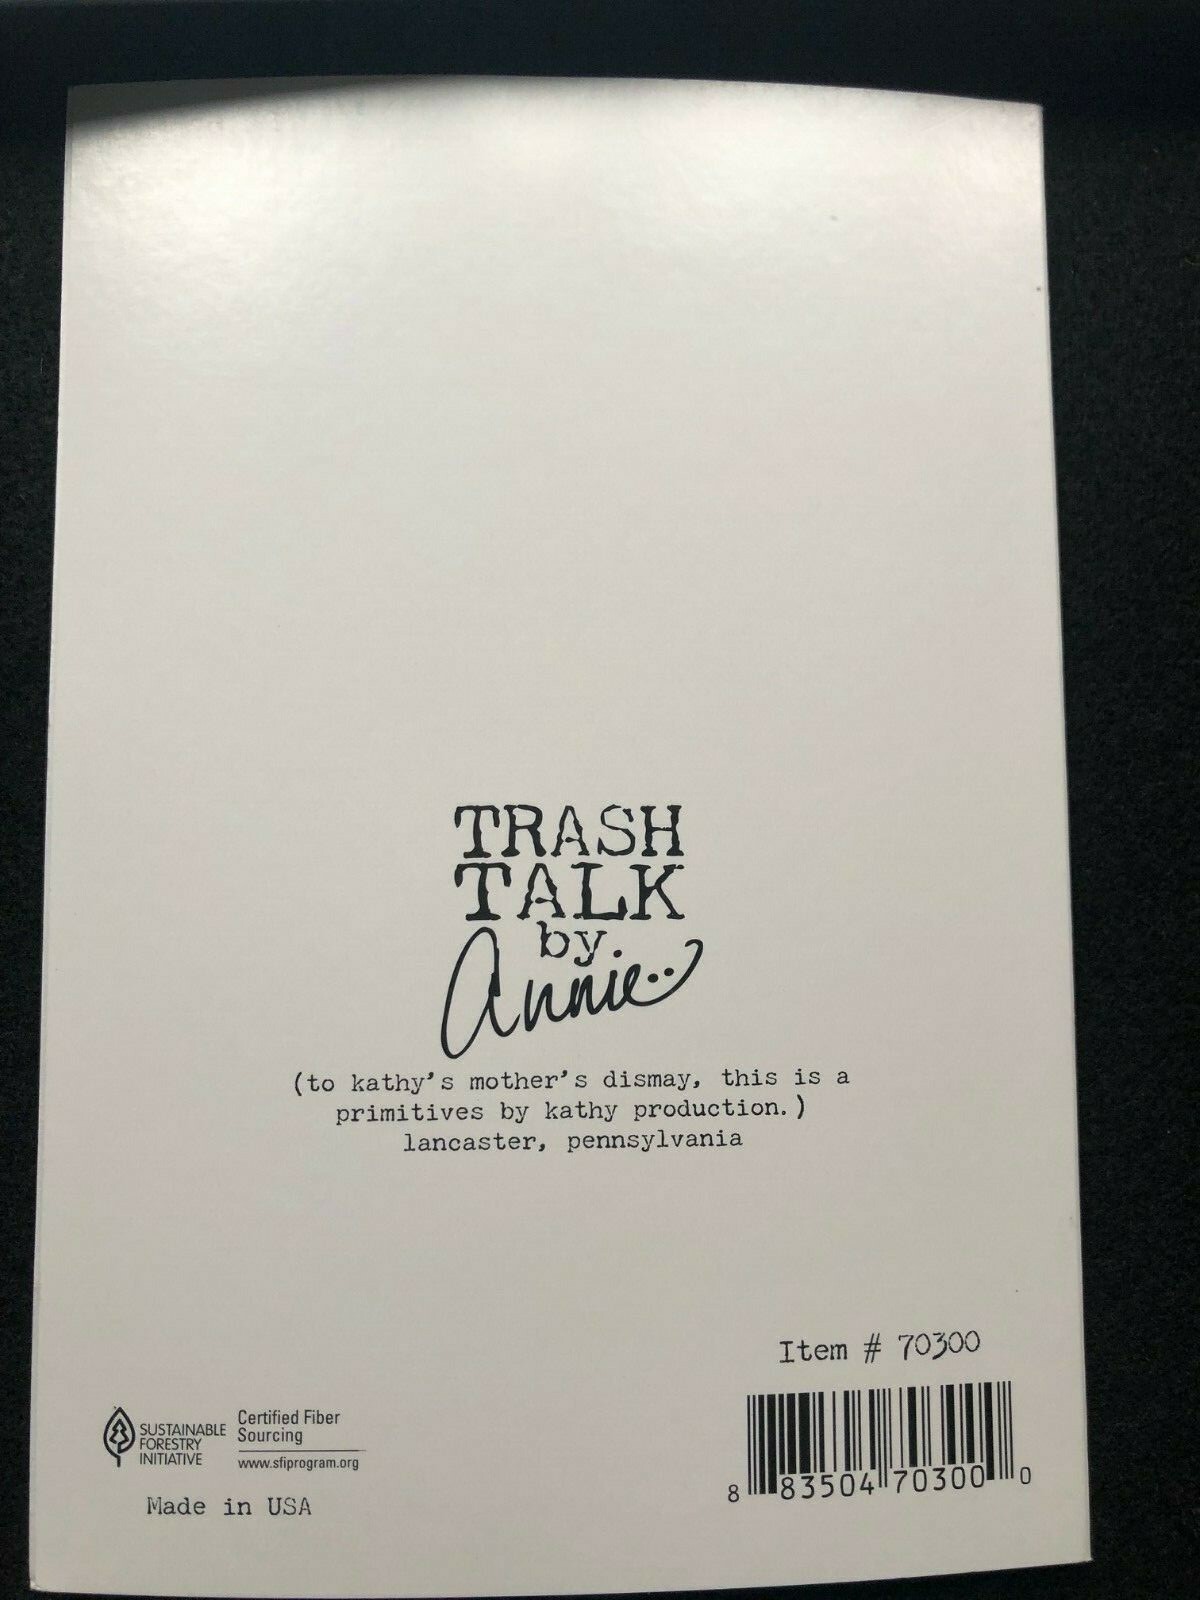 TRASH
TALK
by
Annie
(to kathy's mother's dismay, this is a
primitives by kathy production.)
lancaster, pennsylvania
Item # 70300
8 83504 70300 0
SUSTAINABLE
FORESTRY
INITIATIVE
Certified Fiber
Sourcing
www.sfiprogram.org
Made in USA